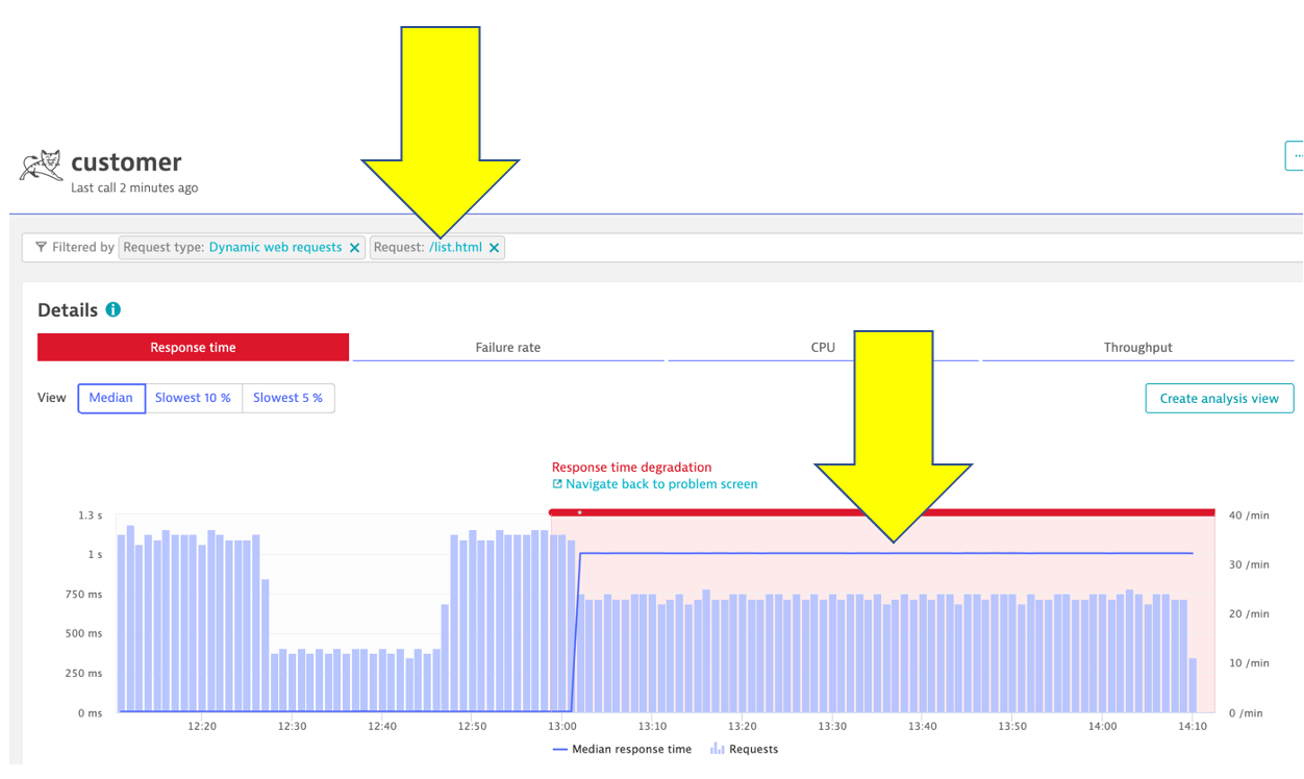 customer
Last call 2 minutes ago
...
Filtered by Request type: Dynamic web requests × Request: /list.html ×
Details i
Response time Failure rate CPU Throughput
View Median Slowest 10 % Slowest 5 % Create analysis view
Response time degradation
Navigate back to problem screen
1.3 s 40 /min
1 s
30 /min
750 ms
20 /min
500 ms
10 /min
250 ms
0 ms 0 /min
12:20 12:30 12:40 12:50 13:00 13:10 13:20 13:30 13:40 13:50 14:00 14:10
Median response time Requests